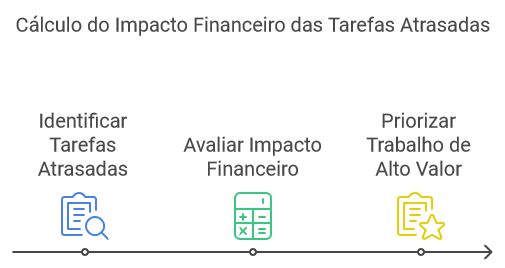 Cálculo do Impacto Financeiro das Tarefas Atrasadas
Identificar
Tarefas
Atrasadas
Avaliar Impacto
Financeiro
Priorizar
Trabalho de
Alto Valor